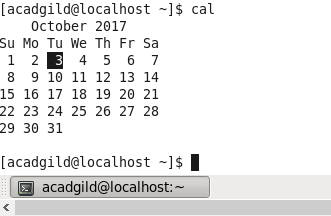 [acadgild@localhost ~]$ cal
    October 2017
Su Mo Tu We Th Fr Sa
 1  2  3  4  5  6  7
 8  9 10 11 12 13 14
15 16 17 18 19 20 21
22 23 24 25 26 27 28
29 30 31

[acadgild@localhost ~]$
acadgild@localhost:~